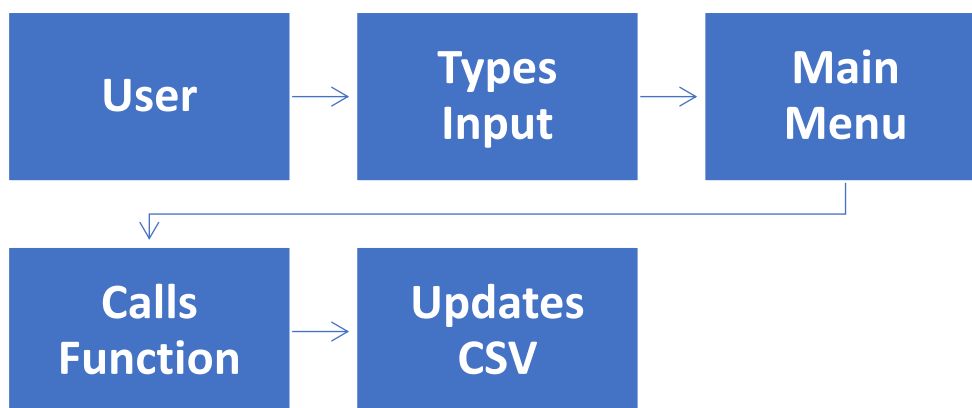 User
Types
Input
Main
Menu
Calls
Function
Updates
CSV